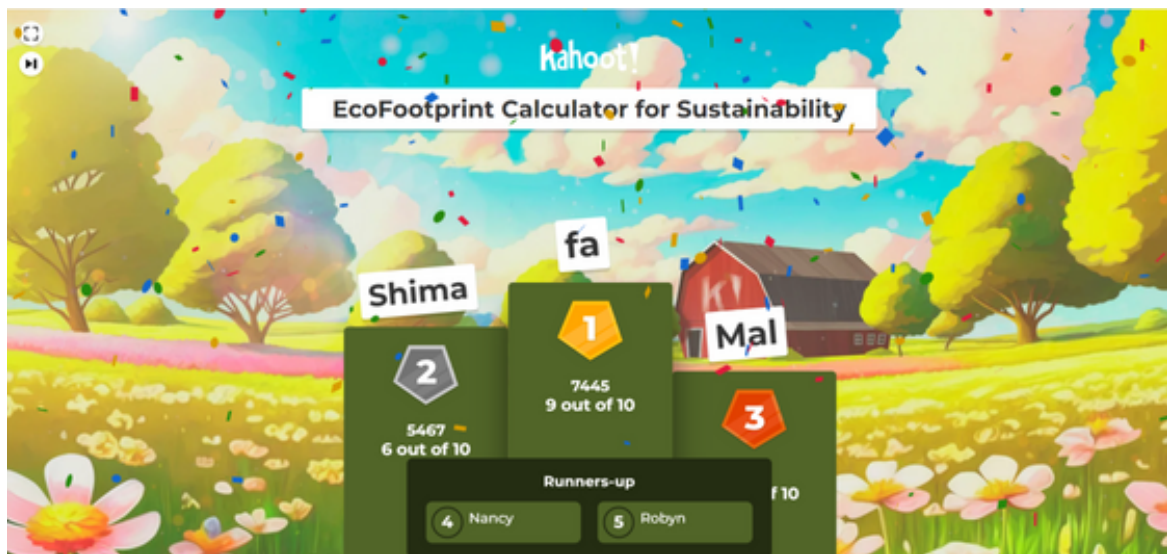 Kahoot!
EcoFootprint Calculator for Sustainability
fa
Shima
Mal
1
7445
9 out of 10
2
5467
6 out of 10
3
f 10
Runners-up
4 Nancy
5 Robyn
K!